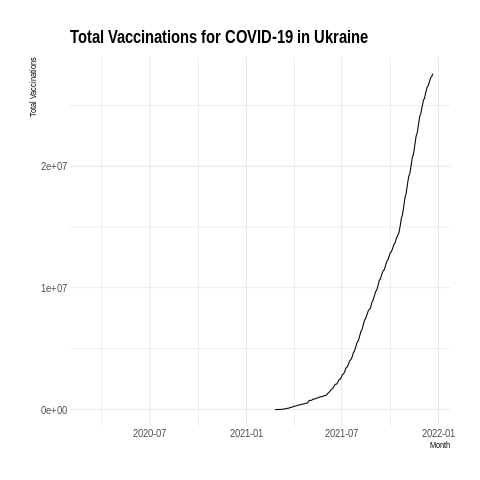 Total Vaccinations for COVID-19 in Ukraine
Total Vaccinations
2e+07
1e+07
0e+00
2020-07 2021-01 2021-07 2022-01
Month